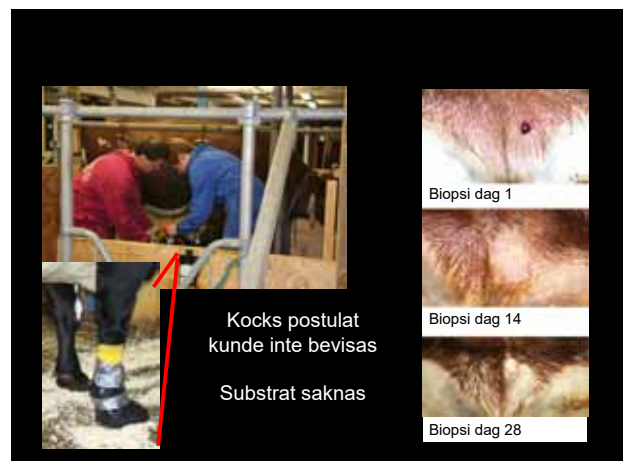 Biopsi dag 1
Biopsi dag 14
Kocks postulat
kunde inte bevisas
Substrat saknas
Biopsi dag 28